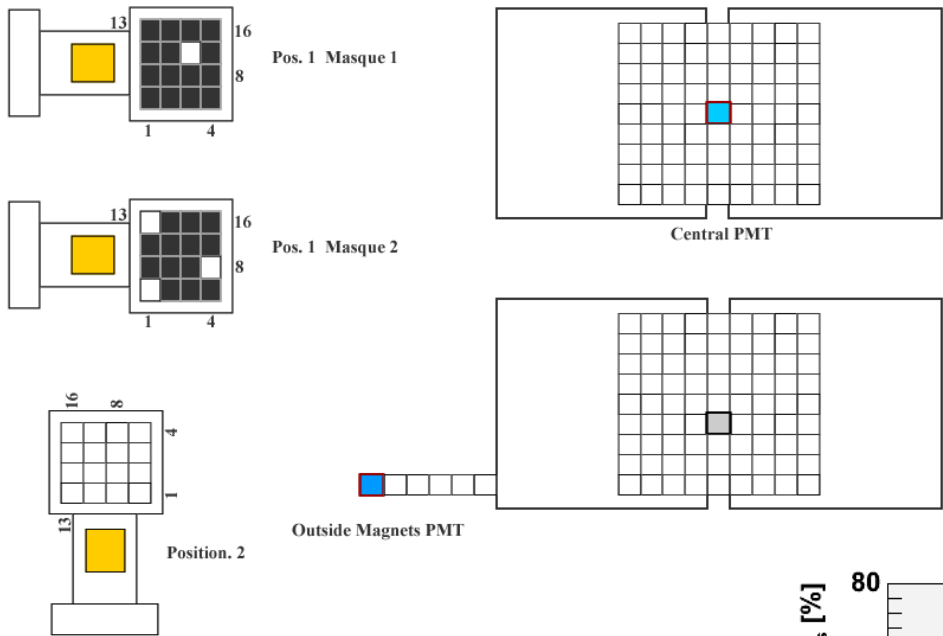 13
16
Pos. 1 Masque 1
8
1 4
Central PMT
13
16
Pos. 1 Masque 2
8
1 4
16 8
4
1
13
Position. 2
Outside Magnets PMT
80
[%]